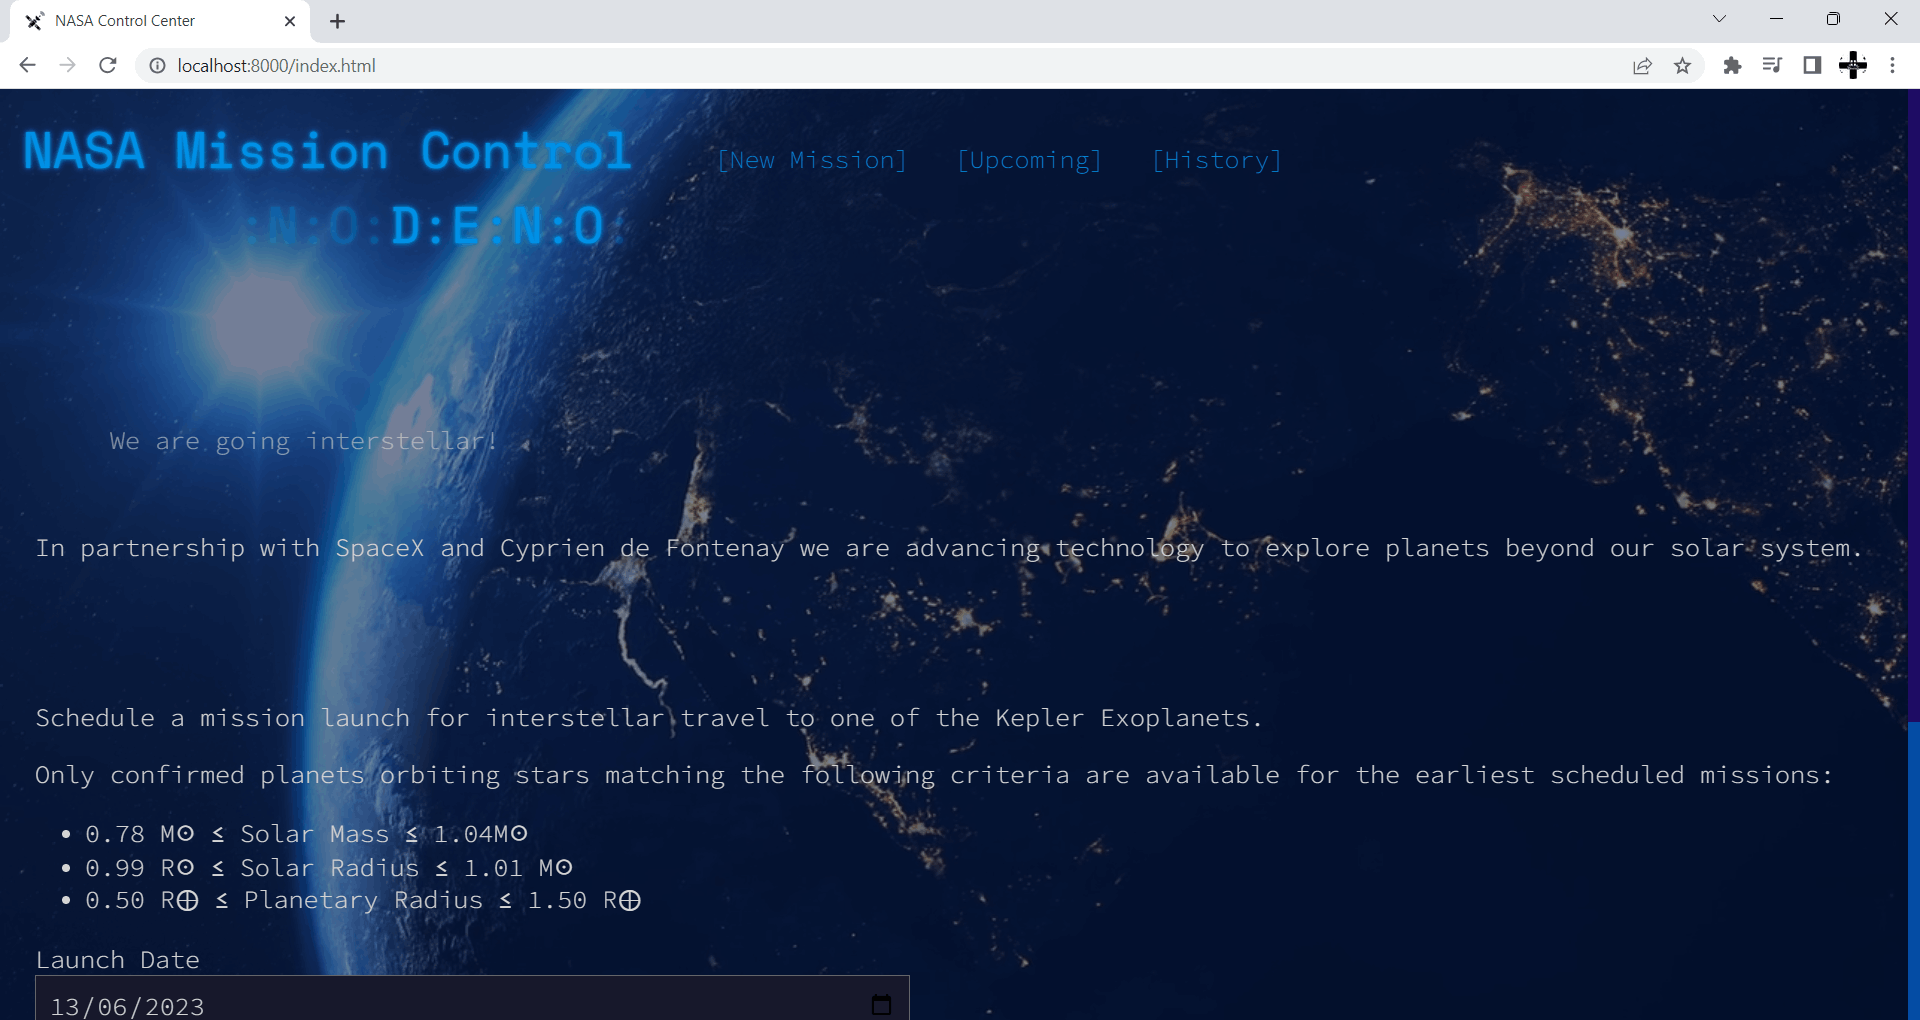 NASA Control Center
localhost:8000/index.html
NASA Mission Control
[New Mission] [Upcoming] [History]
:N:O:D:E:N:O:
We are going interstellar!
In partnership with SpaceX and Cyprien de Fontenay we are advancing technology to explore planets beyond our solar system.
Schedule a mission launch for interstellar travel to one of the Kepler Exoplanets.
Only confirmed planets orbiting stars matching the following criteria are available for the earliest scheduled missions:
• 0.78 M⊙ ≤ Solar Mass ≤ 1.04M⊙
• 0.99 R⊙ ≤ Solar Radius ≤ 1.01 M⊙
• 0.50 R⊕ ≤ Planetary Radius ≤ 1.50 R⊕
Launch Date
13/06/2023